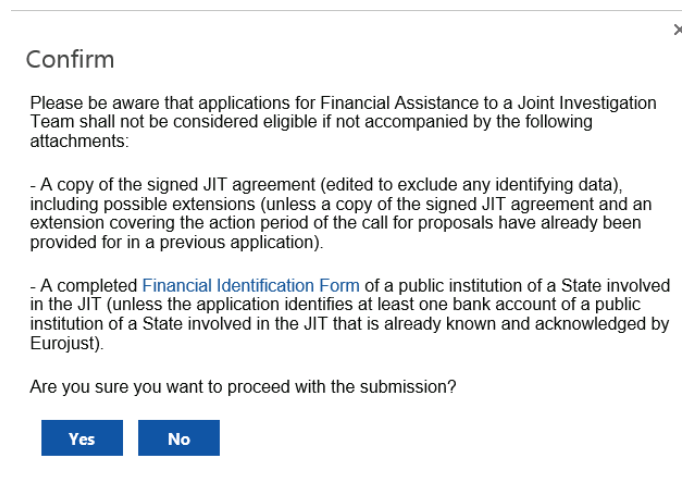 Confirm
Please be aware that applications for Financial Assistance to a Joint Investigation
Team shall not be considered eligible if not accompanied by the following
attachments:
- A copy of the signed JIT agreement (edited to exclude any identifying data),
including possible extensions (unless a copy of the signed JIT agreement and an
extension covering the action period of the call for proposals have already been
provided for in a previous application).
- A completed Financial Identification Form of a public institution of a State involved
in the JIT (unless the application identifies at least one bank account of a public
institution of a State involved in the JIT that is already known and acknowledged by
Eurojust).
Are you sure you want to proceed with the submission?
Yes No